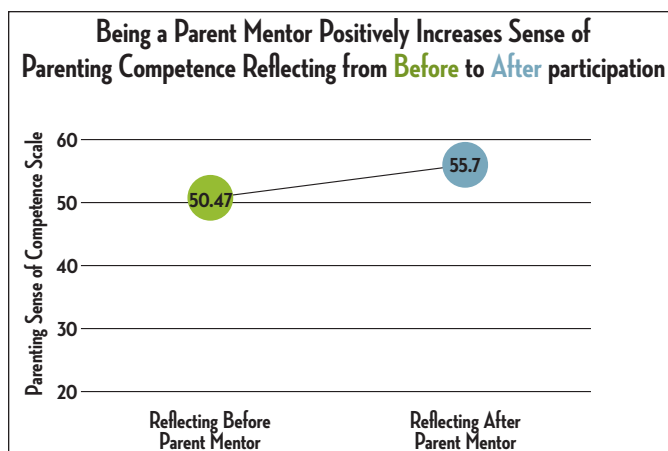 Being a Parent Mentor Positively Increases Sense of
Parenting Competence Reflecting from Before to After participation
Parenting Sense of Competence Scale
60
50
40
30
20
50.47
55.7
Reflecting Before
Parent Mentor
Reflecting After
Parent Mentor